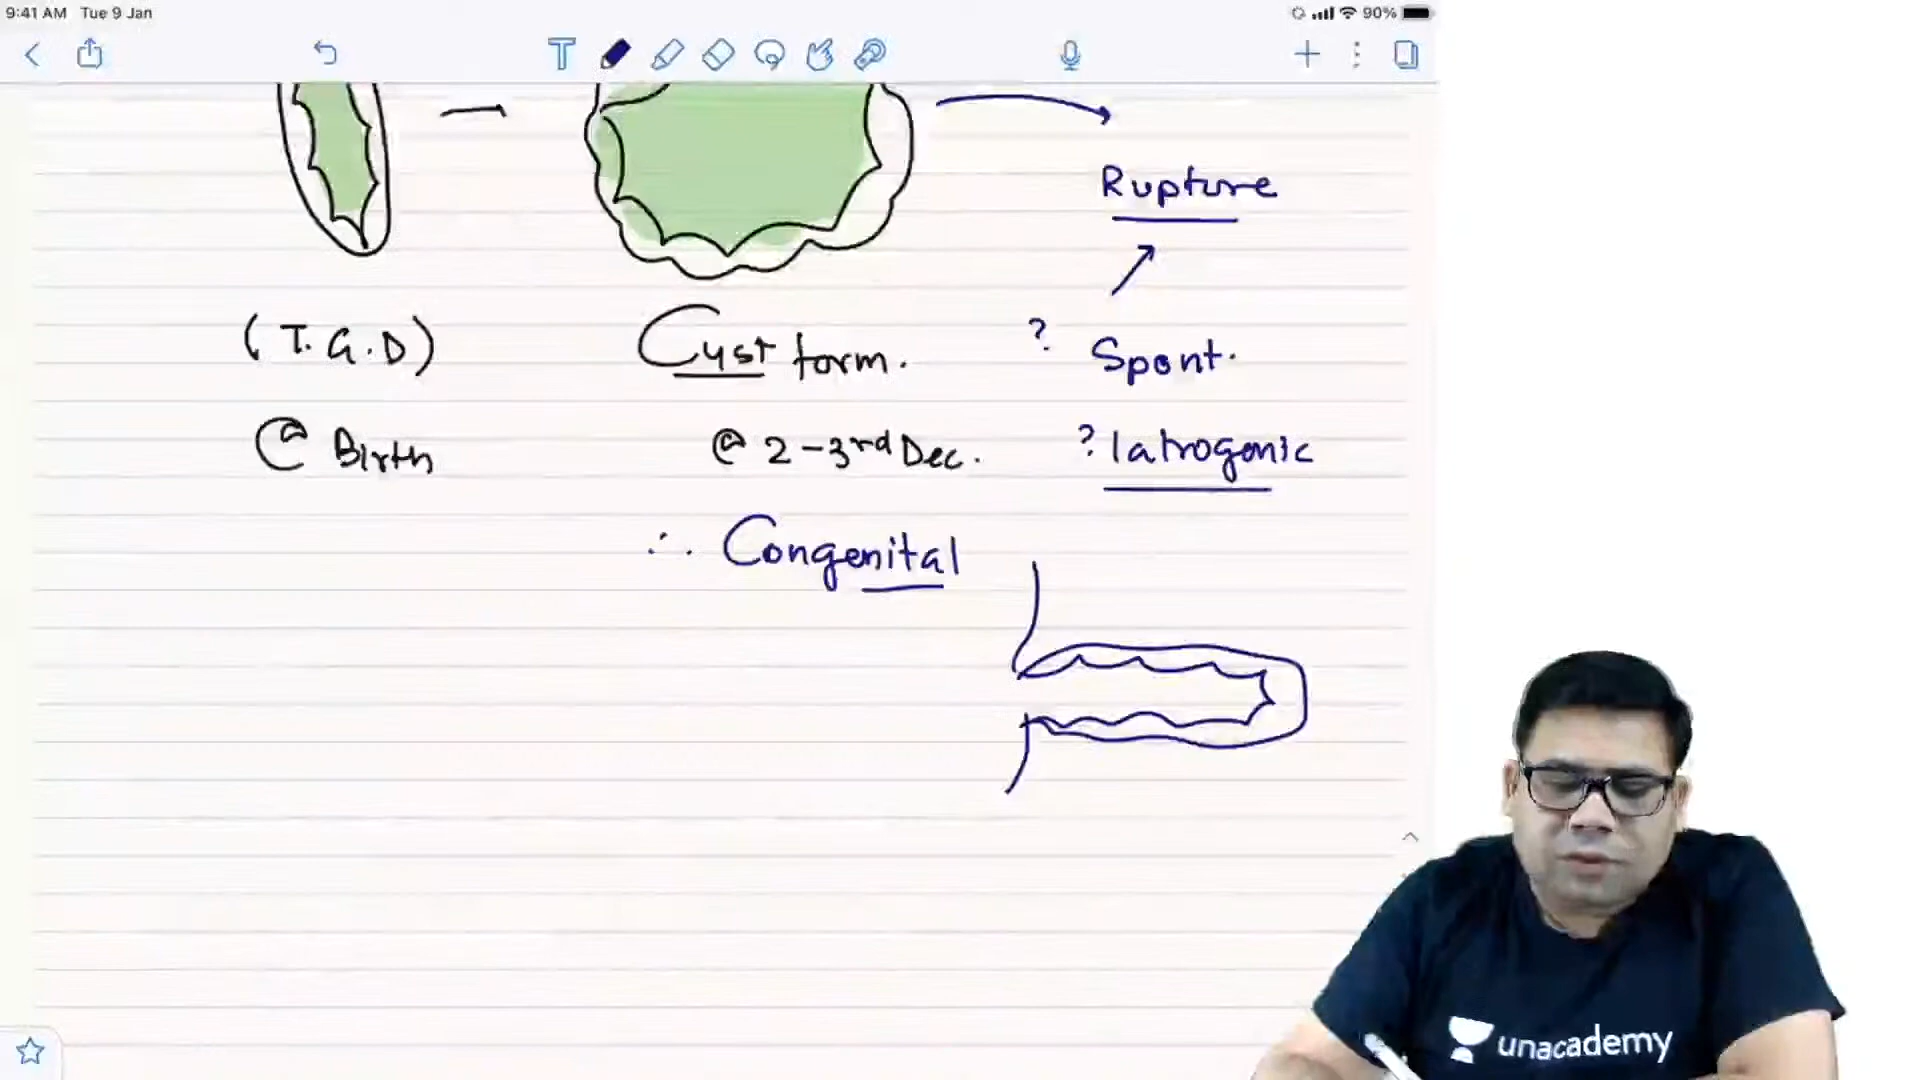 9:41 AM Tue 9 Jan
90%
T
Rupture
(T.G.D)
Cyst form.
? Spont.
@ Birth
@ 2-3rd Dec.
? Iatrogenic
∴ Congenital
unacademy